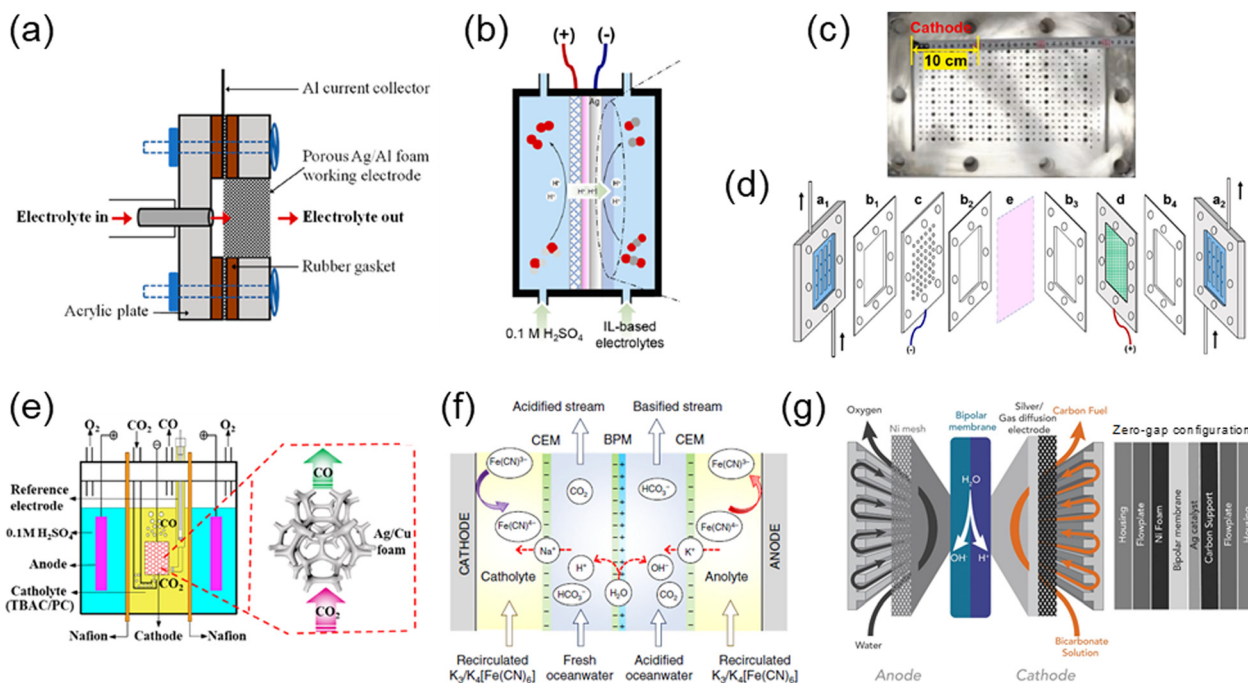 (a)
Al current collector
Porous Ag/Al foam
working electrode
Electrolyte in
Electrolyte out
Rubber gasket
Acrylic plate
(b)
(+) (-)
Ag
H⁺
H⁺
H⁺ H⁺
H⁺
H⁺
0.1 M H₂SO₄
IL-based
electrolytes
(c)
Cathode
10 cm
(d)
a₁ b₁ c b₂ e b₃ d b₄ a₂
(-) (+)
(e)
O₂ CO₂ CO O₂
Reference
electrode
0.1M H₂SO₄
Anode
Catholyte
(TBAC/PC)
Nafion Cathode Nafion
CO
CO₂
CO
Ag/Cu
foam
CO₂
(f)
Acidified stream Basified stream
CEM BPM CEM
Fe(CN)³⁻ Fe(CN)³⁻
CO₂ HCO₃⁻
Fe(CN)⁴⁻ Fe(CN)⁴⁻
Na⁺ K⁺
CATHODE
Catholyte
H⁺ OH⁻
Anolyte
ANODE
HCO₃⁻ H₂O CO₂
Recirculated
K₃/K₄[Fe(CN)₆]
Fresh
oceanwater
Acidified
oceanwater
Recirculated
K₃/K₄[Fe(CN)₆]
(g)
Oxygen
Ni mesh
Bipolar
membrane
Silver/
Gas diffusion
electrode
Carbon Fuel
Zero-gap configuration
H₂O
OH⁻ H⁺
Water
Bicarbonate
Solution
Anode Cathode
Housing
Flowplate
Ni Foam
Bipolar membrane
Ag catalyst
Carbon Support
Flowplate
Housing